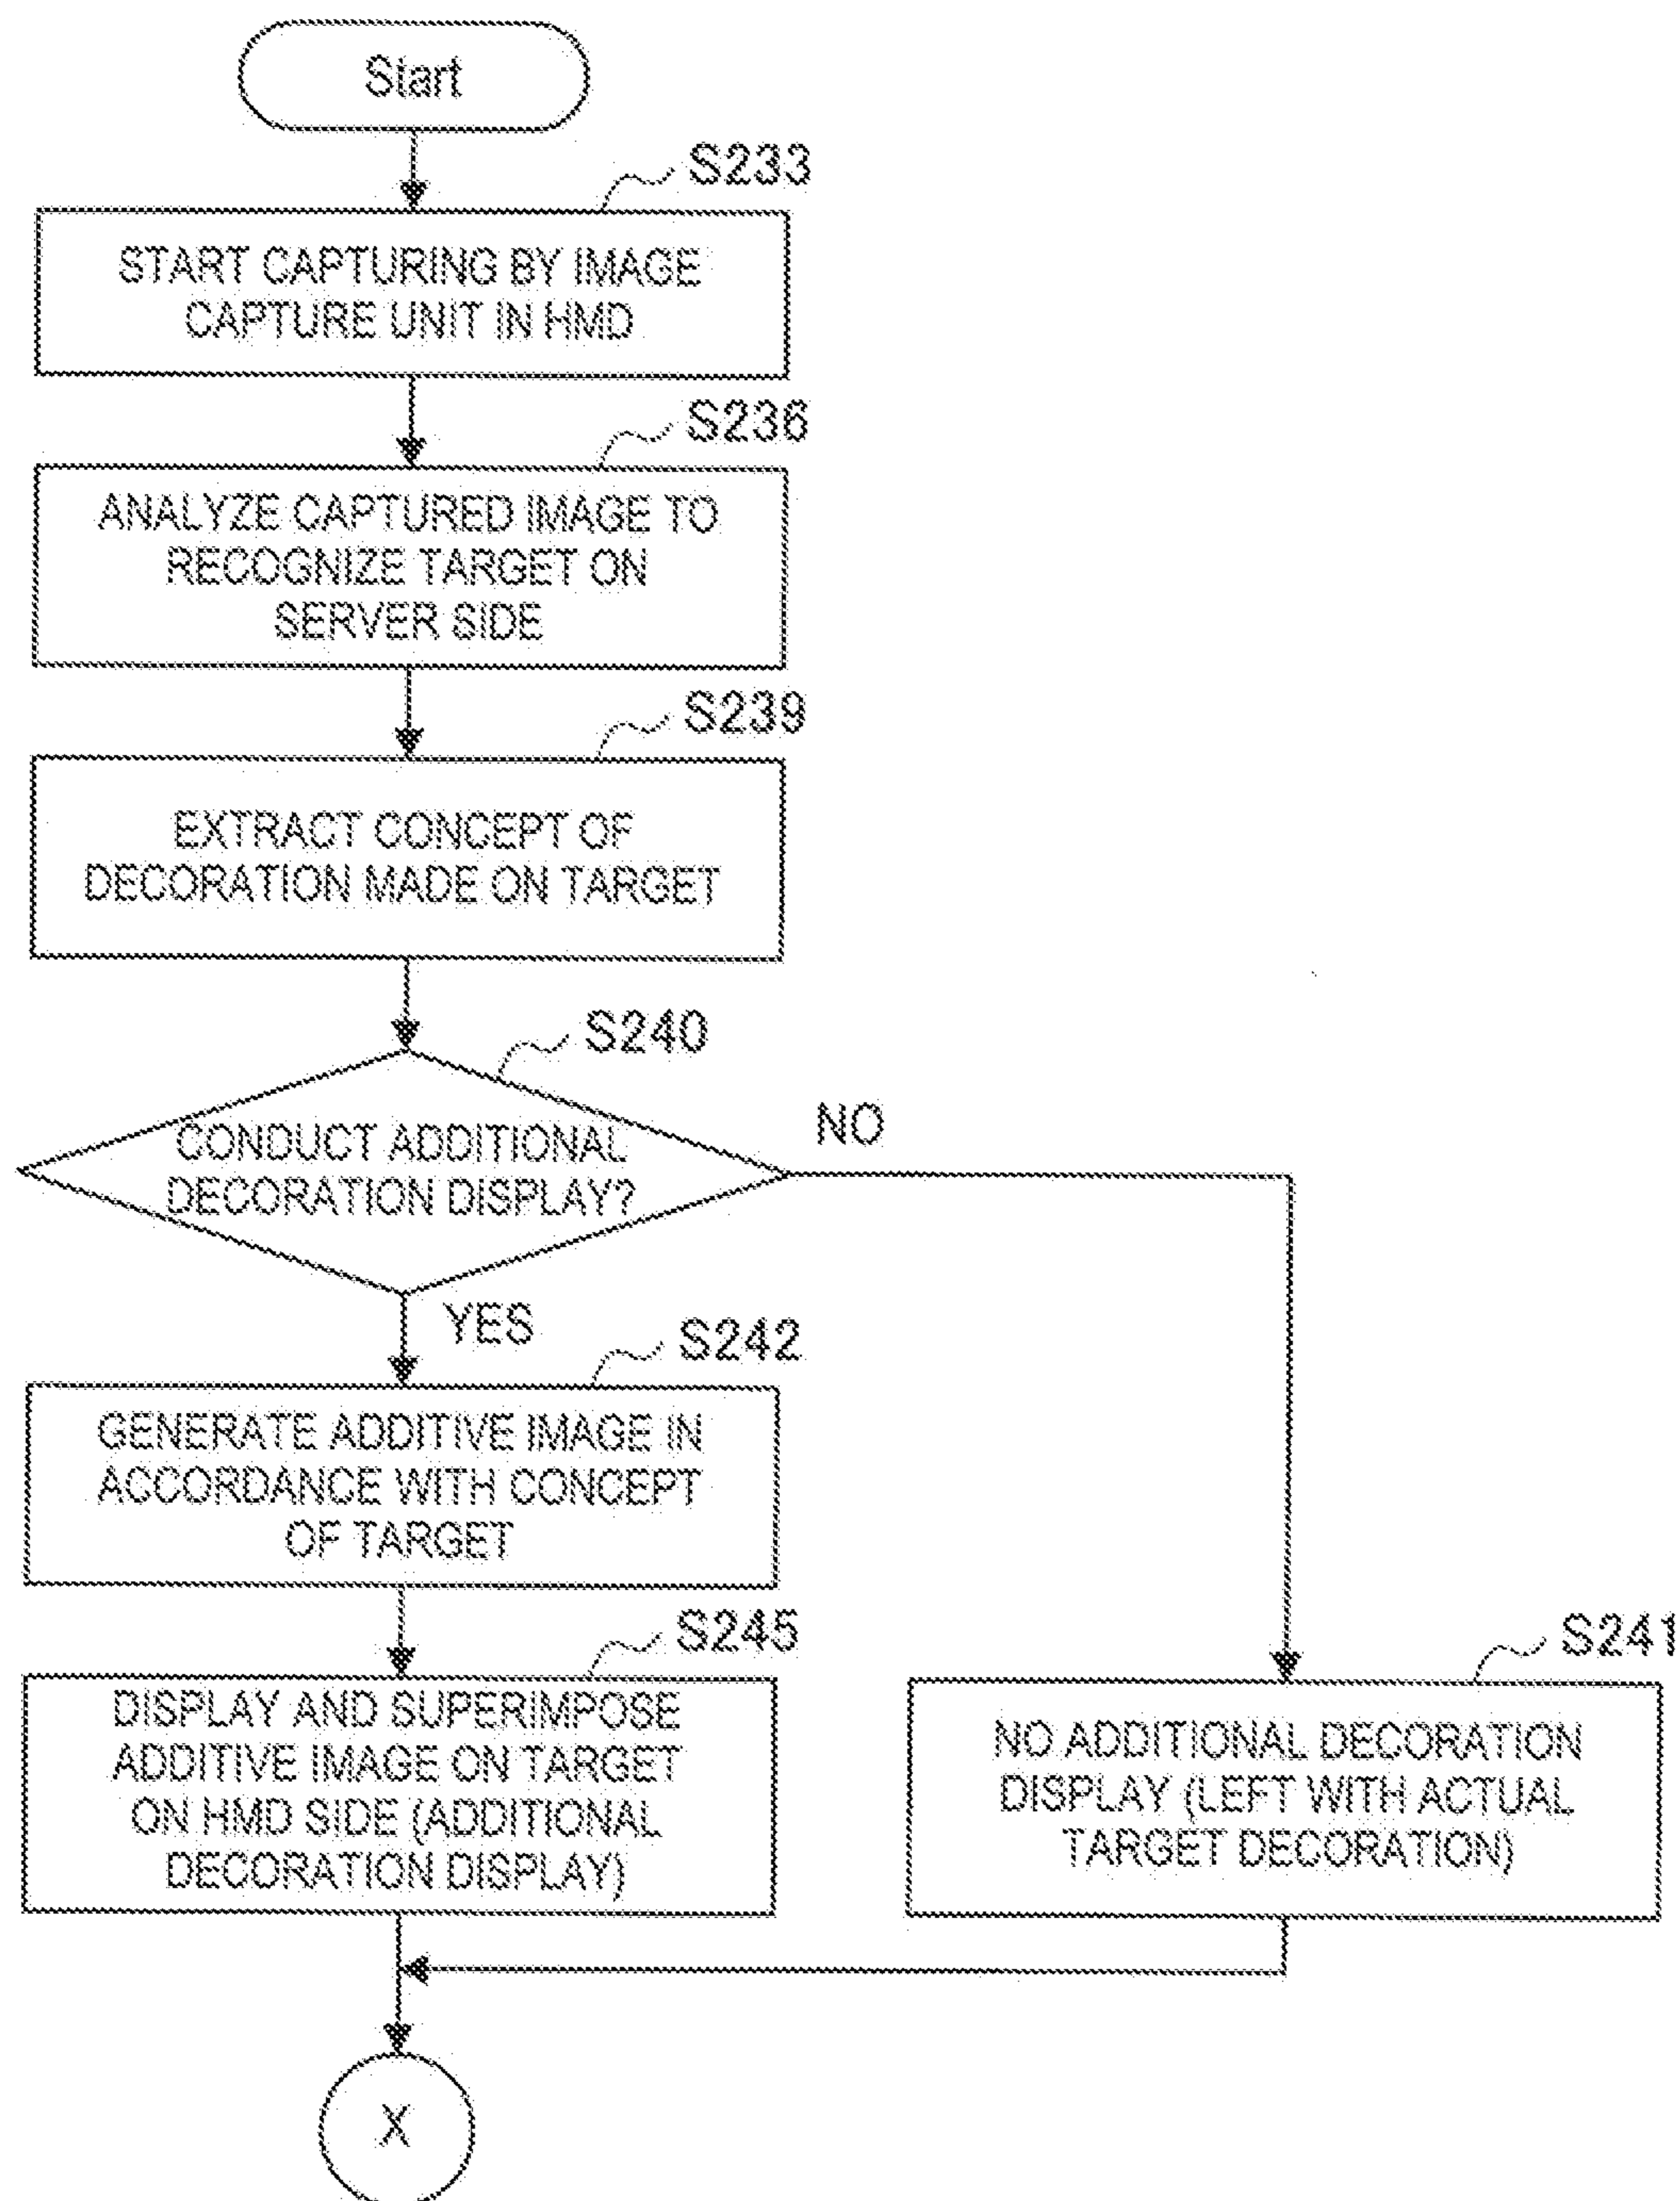 Start
S233
START CAPTURING BY IMAGE
CAPTURE UNIT IN HMD
S236
ANALYZE CAPTURED IMAGE TO
RECOGNIZE TARGET ON
SERVER SIDE
S239
EXTRACT CONCEPT OF
DECORATION MADE ON TARGET
S240
CONDUCT ADDITIONAL
DECORATION DISPLAY?
NO
YES
S242
GENERATE ADDITIVE IMAGE IN
ACCORDANCE WITH CONCEPT
OF TARGET
S245
DISPLAY AND SUPERIMPOSE
ADDITIVE IMAGE ON TARGET
ON HMD SIDE (ADDITIONAL
DECORATION DISPLAY)
S241
NO ADDITIONAL DECORATION
DISPLAY (LEFT WITH ACTUAL
TARGET DECORATION)
X